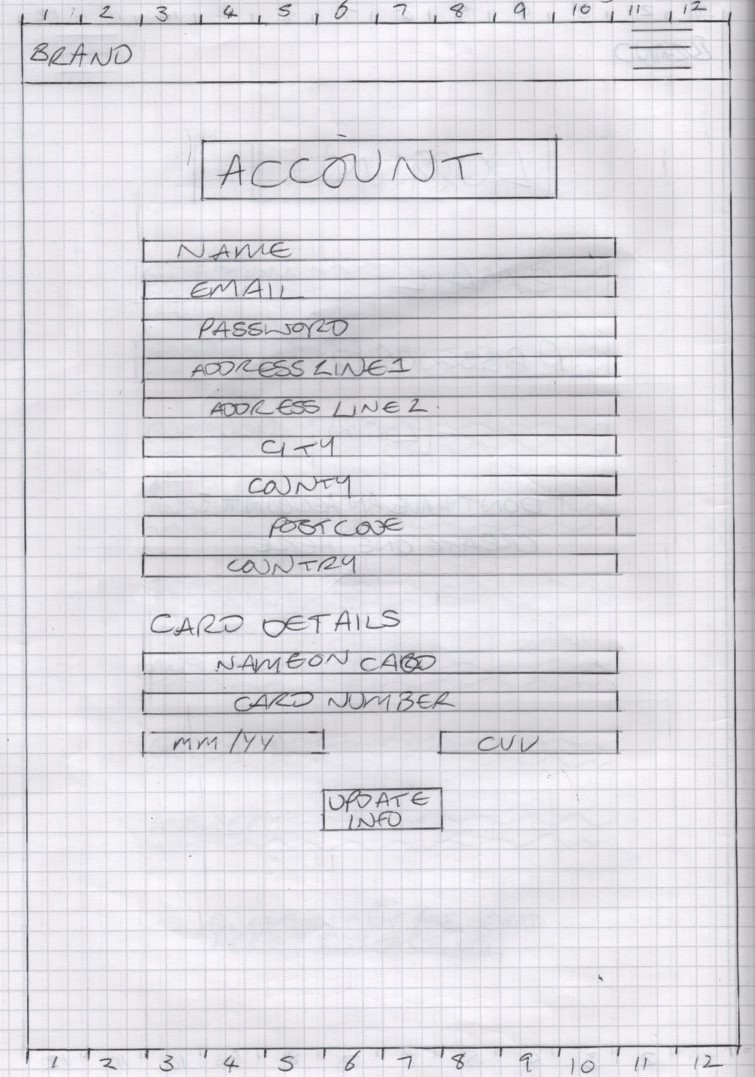 1 2 3 4 5 6 7 8 9 10 11 12
BRAND
ACCOUNT
NAME
EMAIL
PASSWORD
ADDRESS LINE 1
ADDRESS LINE 2.
CITY
COUNTY
POSTCODE
COUNTRY
CARD DETAILS
NAME ON CARD
CARD NUMBER
MM/YY CVV
UPDATE
INFO
1 2 3 4 5 6 7 8 9 10 11 12